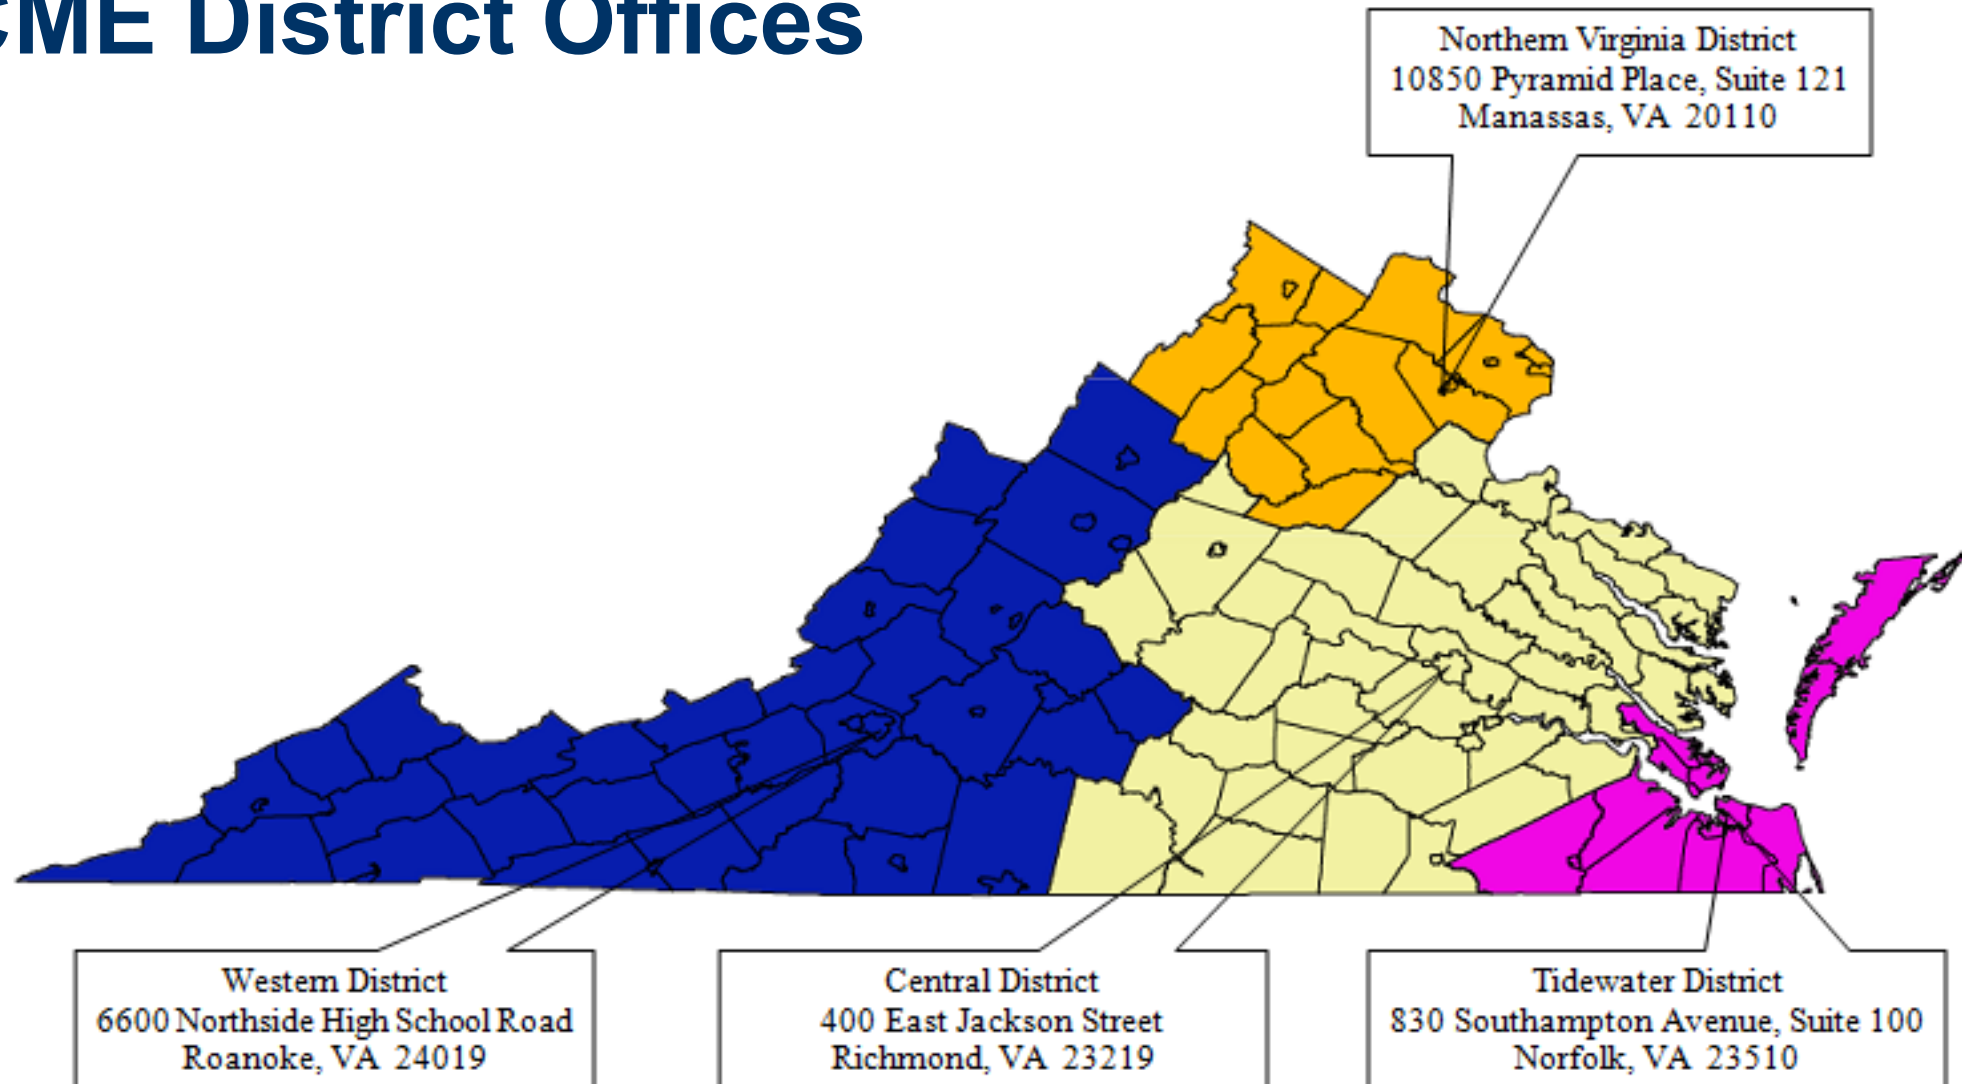 CME District Offices
Northern Virginia District
10850 Pyramid Place, Suite 121
Manassas, VA 20110
Western District
6600 Northside High School Road
Roanoke, VA 24019
Central District
400 East Jackson Street
Richmond, VA 23219
Tidewater District
830 Southampton Avenue, Suite 100
Norfolk, VA 23510